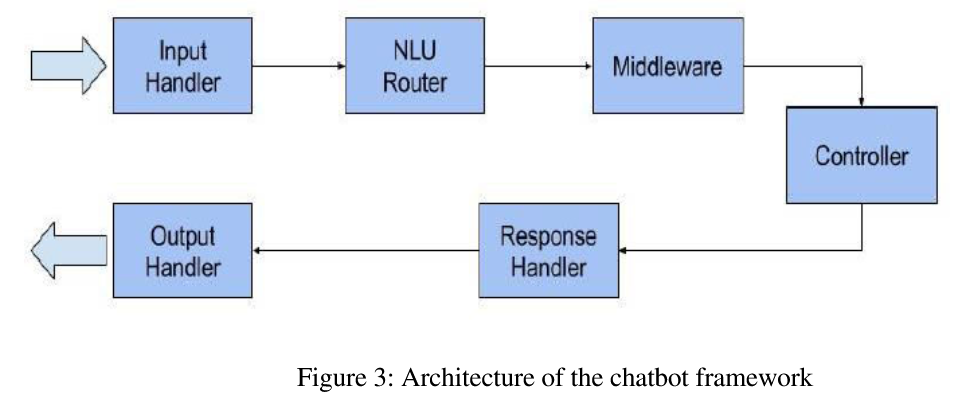 Input
Handler
NLU
Router
Middleware
Controller
Response
Handler
Output
Handler
Figure 3: Architecture of the chatbot framework